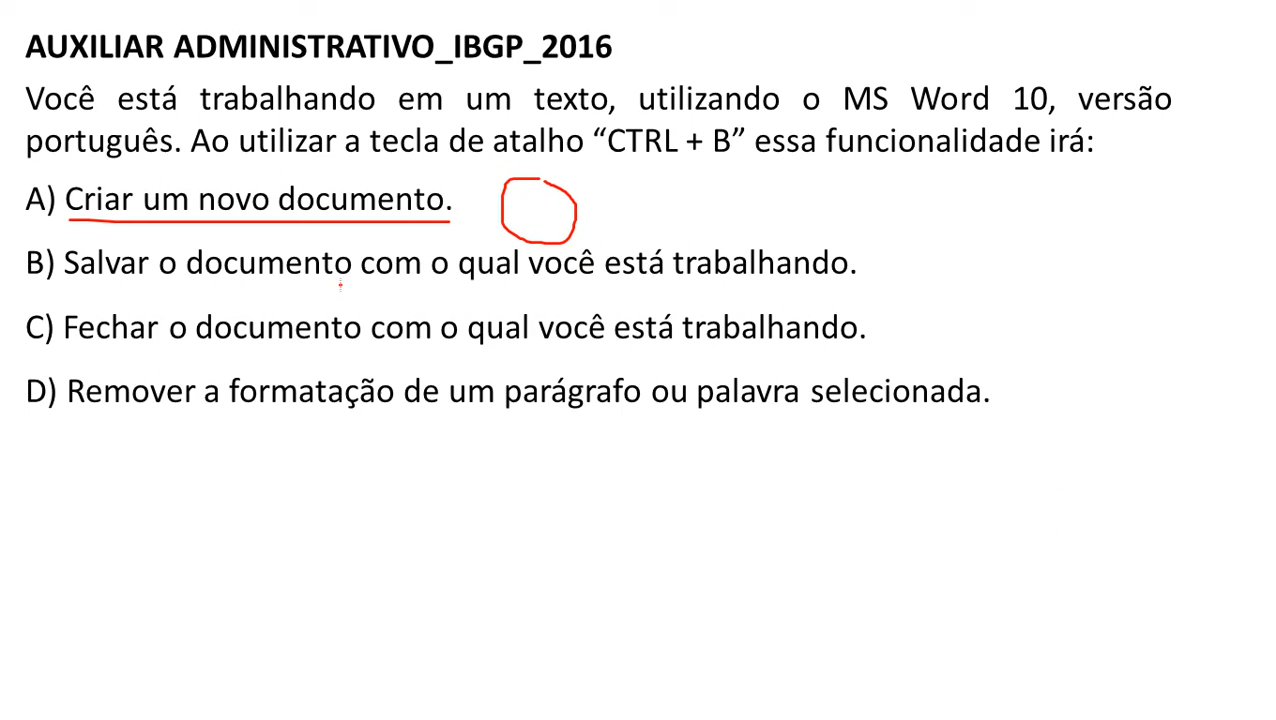 AUXILIAR ADMINISTRATIVO_IBGP_2016
Você está trabalhando em um texto, utilizando o MS Word 10, versão
português. Ao utilizar a tecla de atalho “CTRL + B” essa funcionalidade irá:
A) Criar um novo documento.
B) Salvar o documento com o qual você está trabalhando.
C) Fechar o documento com o qual você está trabalhando.
D) Remover a formatação de um parágrafo ou palavra selecionada.